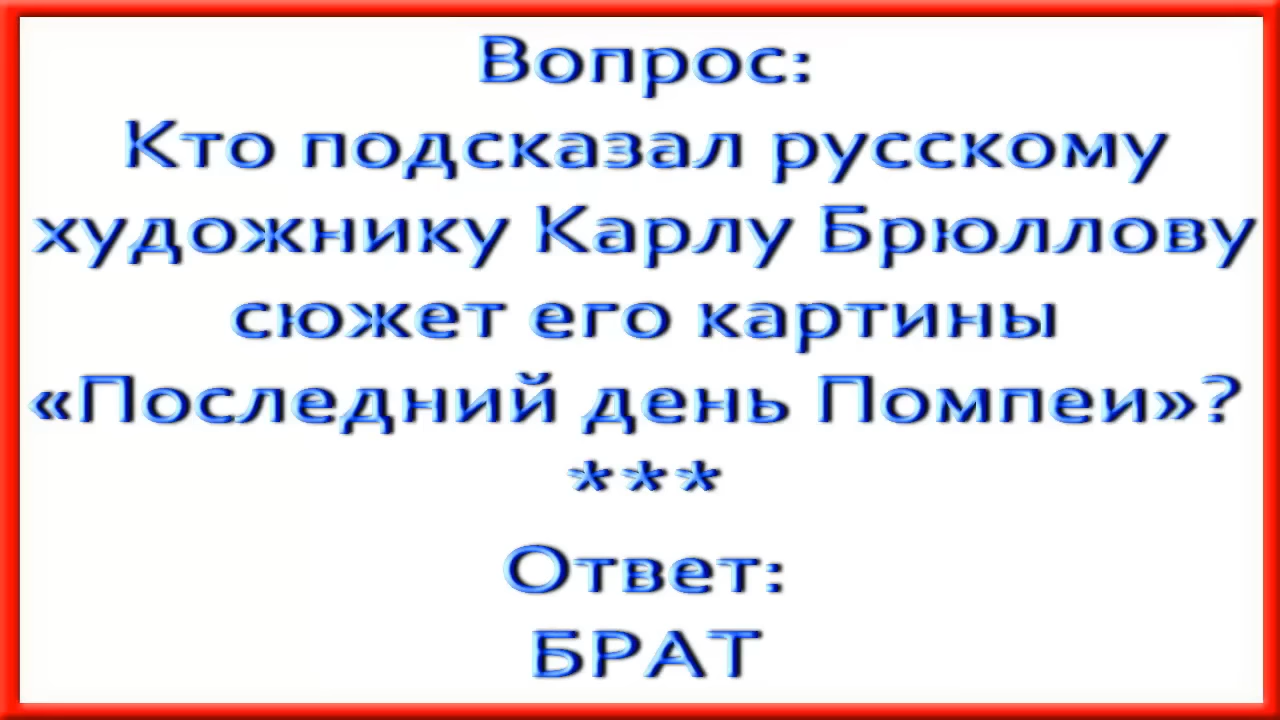 Вопрос:
Кто подсказал русскому
художнику Карлу Брюллову
сюжет его картины
«Последний день Помпеи»?
***
Ответ:
БРАТ